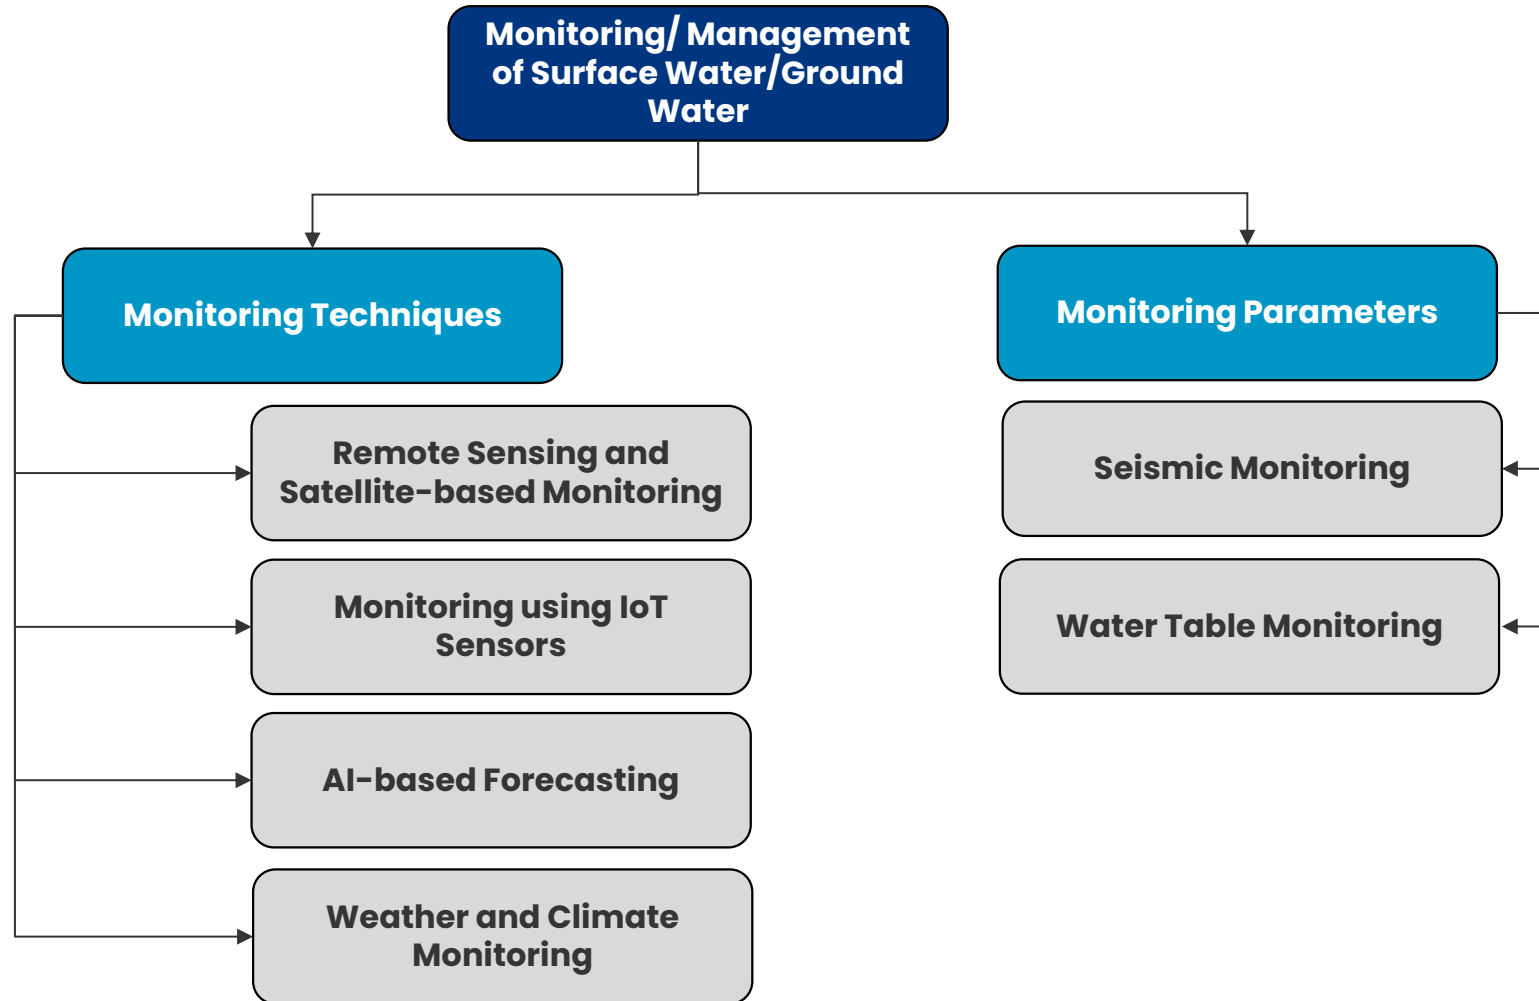 Monitoring/ Management
of Surface Water/Ground
Water
Monitoring Techniques
Monitoring Parameters
Remote Sensing and
Satellite-based Monitoring
Seismic Monitoring
Monitoring using IoT
Sensors
Water Table Monitoring
AI-based Forecasting
Weather and Climate
Monitoring